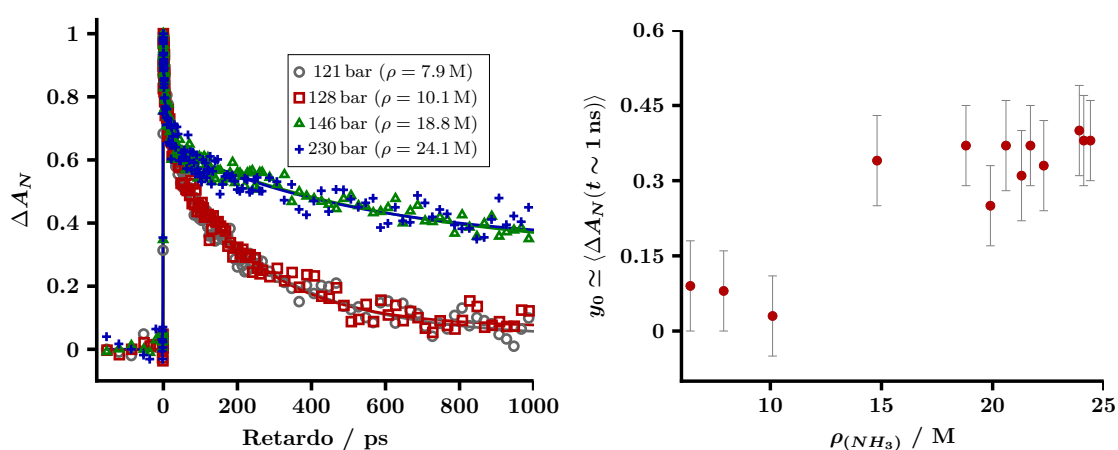 1
0.8
0.6
0.4
0.2
0
ΔA_N
0 200 400 600 800 1000
Retardo / ps
121 bar (ρ = 7.9 M)
128 bar (ρ = 10.1 M)
146 bar (ρ = 18.8 M)
230 bar (ρ = 24.1 M)
0.6
0.45
0.3
0.15
0
y₀ ≃ ⟨ΔA_N(t ∼ 1 ns)⟩
10 15 20 25
ρ_(NH₃) / M